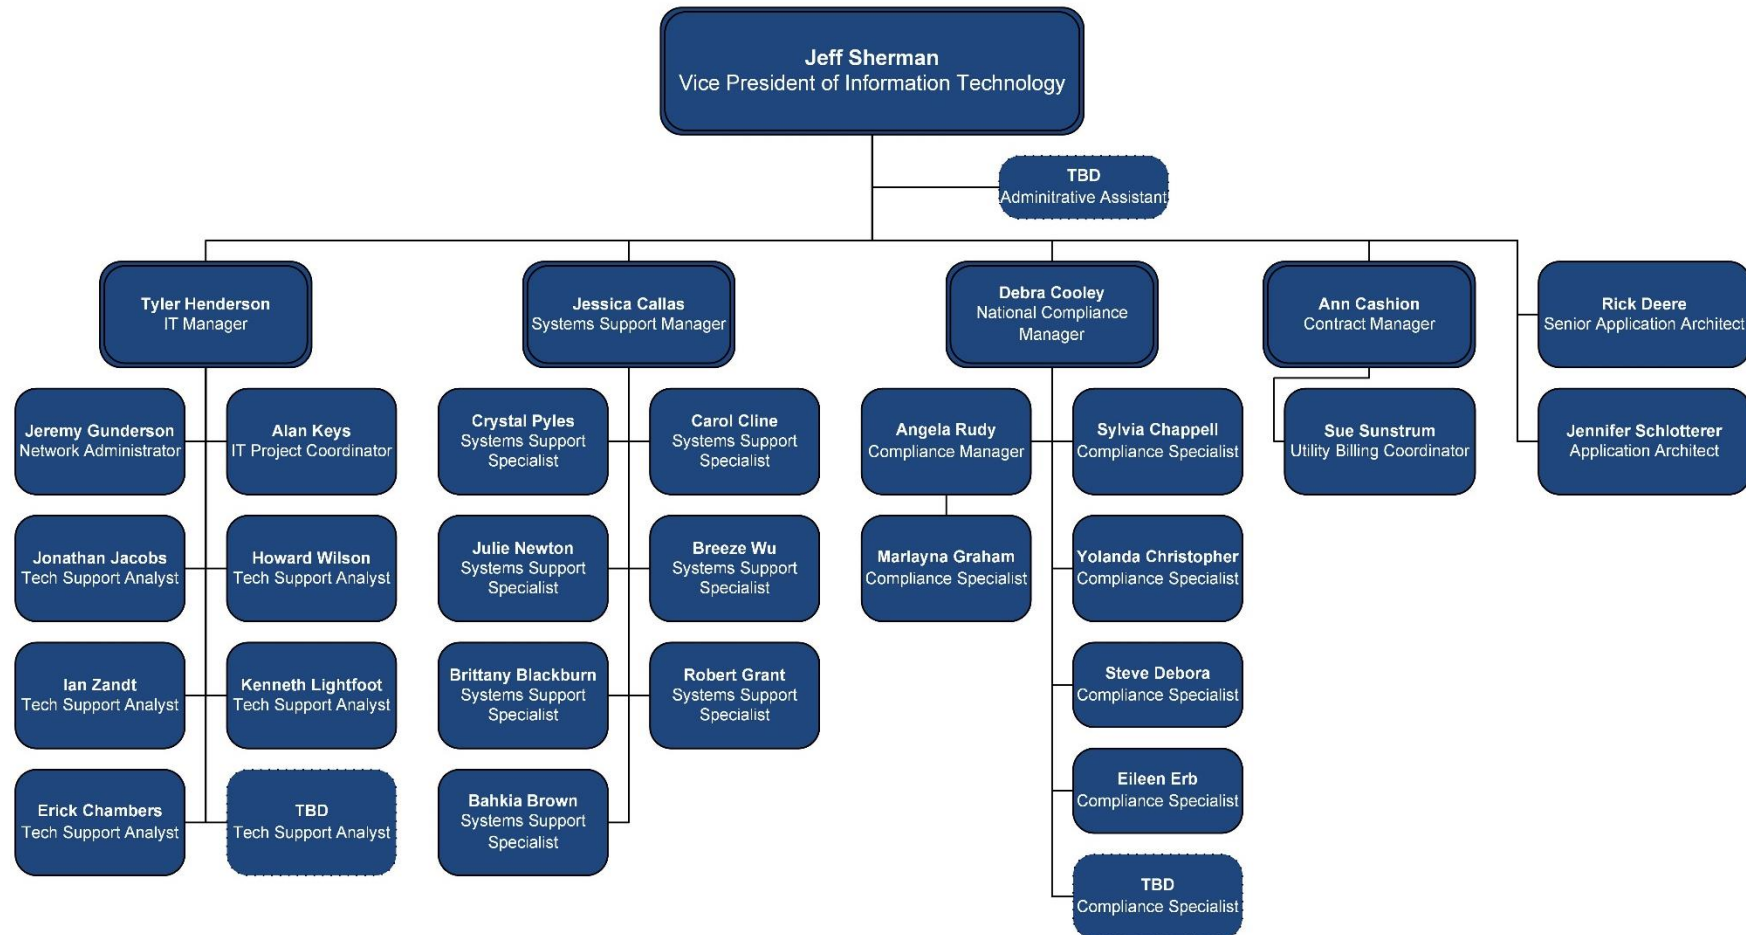 Jeff Sherman
Vice President of Information Technology
TBD
Adminitrative Assistant
Tyler Henderson
IT Manager
Jessica Callas
Systems Support Manager
Debra Cooley
National Compliance
Manager
Ann Cashion
Contract Manager
Rick Deere
Senior Application Architect
Jeremy Gunderson
Network Administrator
Alan Keys
IT Project Coordinator
Crystal Pyles
Systems Support
Specialist
Carol Cline
Systems Support
Specialist
Angela Rudy
Compliance Manager
Sylvia Chappell
Compliance Specialist
Sue Sunstrum
Utility Billing Coordinator
Jennifer Schlotterer
Application Architect
Jonathan Jacobs
Tech Support Analyst
Howard Wilson
Tech Support Analyst
Julie Newton
Systems Support
Specialist
Breeze Wu
Systems Support
Specialist
Marlayna Graham
Compliance Specialist
Yolanda Christopher
Compliance Specialist
Ian Zandt
Tech Support Analyst
Kenneth Lightfoot
Tech Support Analyst
Brittany Blackburn
Systems Support
Specialist
Robert Grant
Systems Support
Specialist
Steve Debora
Compliance Specialist
Erick Chambers
Tech Support Analyst
TBD
Tech Support Analyst
Bahkia Brown
Systems Support
Specialist
Eileen Erb
Compliance Specialist
TBD
Compliance Specialist